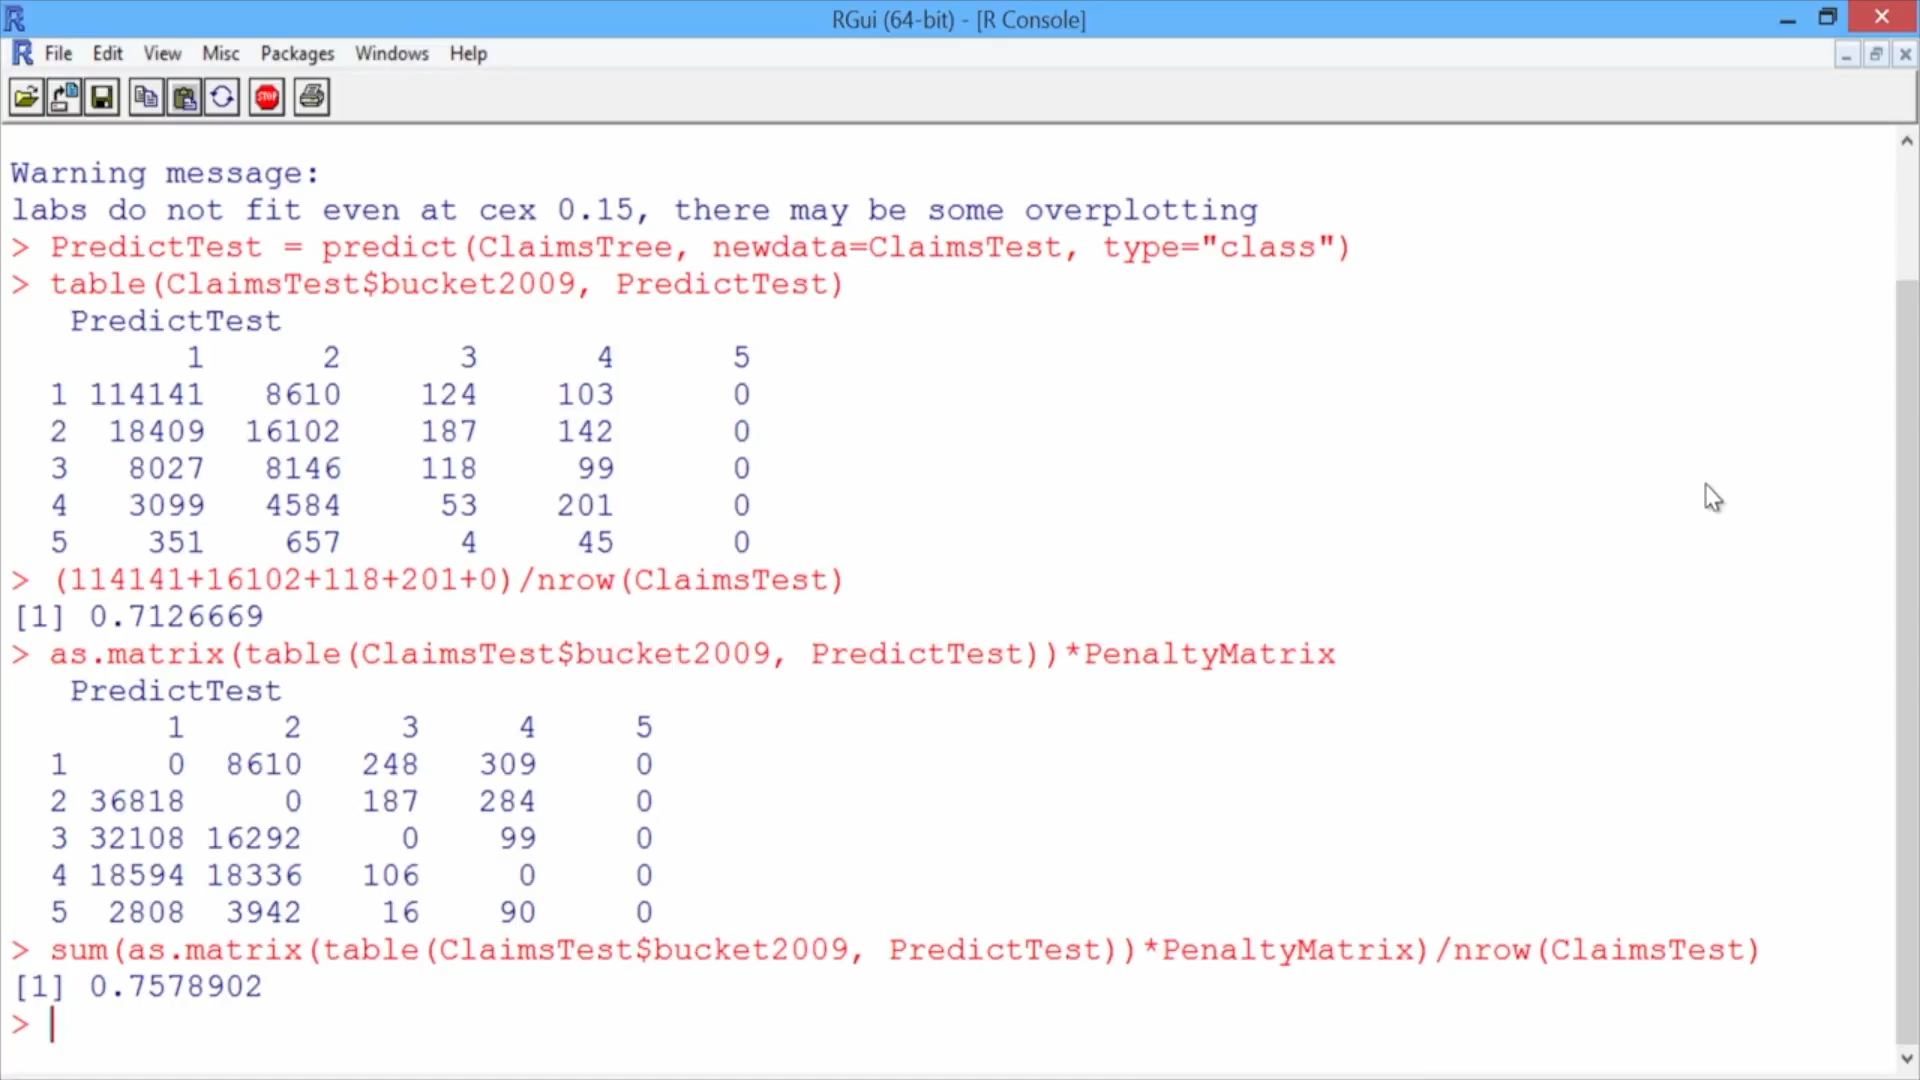 RGui (64-bit) - [R Console]
File Edit View Misc Packages Windows Help
STOP
Warning message:
labs do not fit even at cex 0.15, there may be some overplotting
> PredictTest = predict(ClaimsTree, newdata=ClaimsTest, type="class")
> table(ClaimsTest$bucket2009, PredictTest)
PredictTest
1 2 3 4 5
1 114141 8610 124 103 0
2 18409 16102 187 142 0
3 8027 8146 118 99 0
4 3099 4584 53 201 0
5 351 657 4 45 0
> (114141+16102+118+201+0)/nrow(ClaimsTest)
[1] 0.7126669
> as.matrix(table(ClaimsTest$bucket2009, PredictTest))*PenaltyMatrix
PredictTest
1 2 3 4 5
1 0 8610 248 309 0
2 36818 0 187 284 0
3 32108 16292 0 99 0
4 18594 18336 106 0 0
5 2808 3942 16 90 0
> sum(as.matrix(table(ClaimsTest$bucket2009, PredictTest))*PenaltyMatrix)/nrow(ClaimsTest)
[1] 0.7578902
>